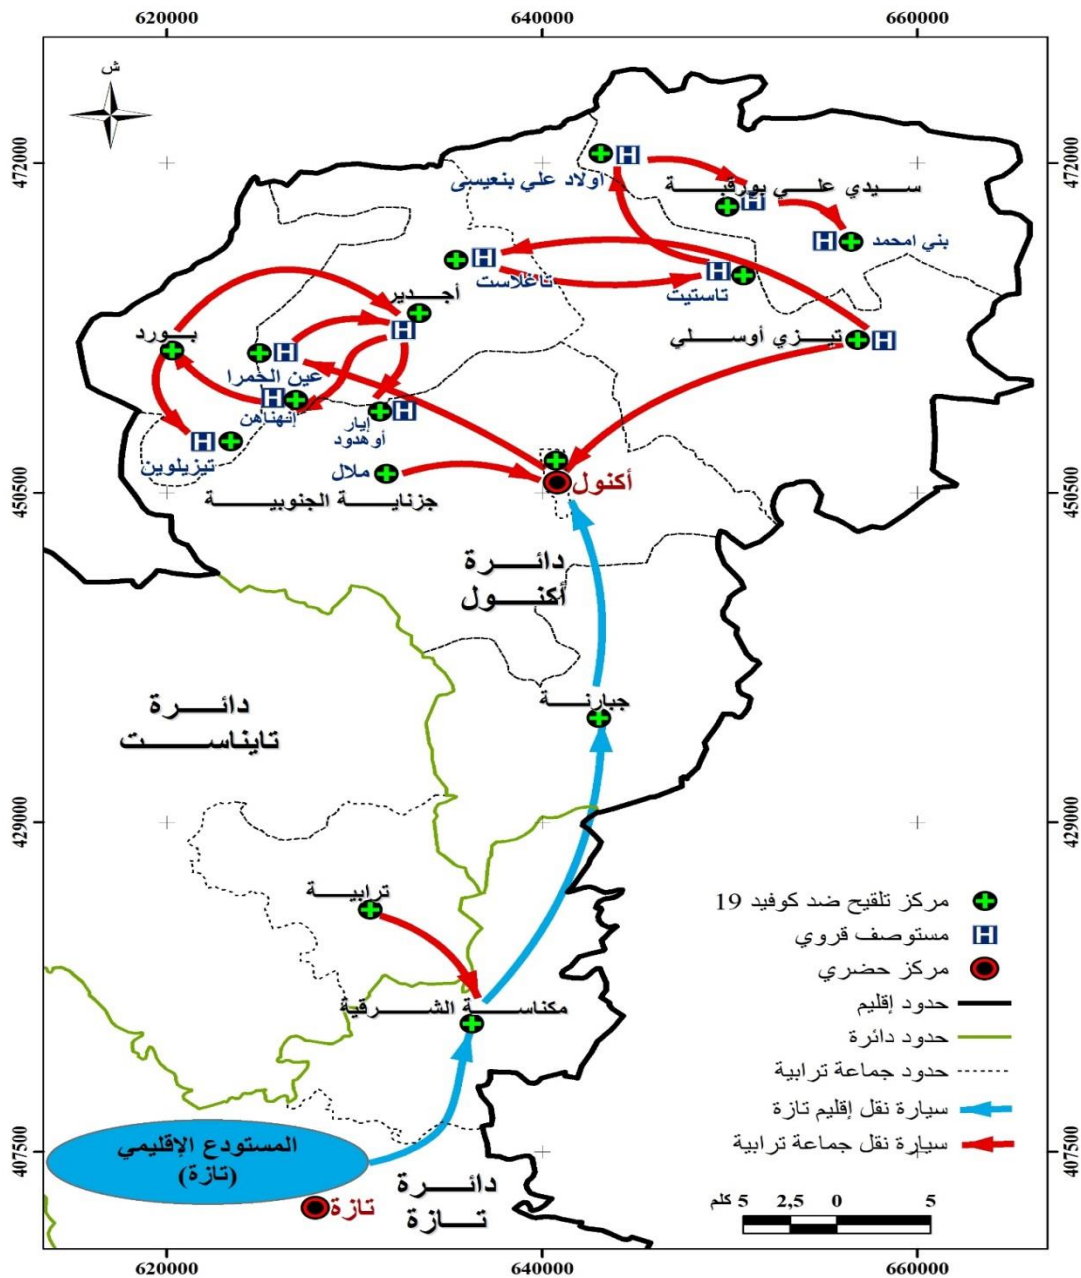 620000
640000
660000
ش
472000
472000
اولاد علي بنعيسى
سيدي علي بورقبة
بني امحمد
تاغلاست
تاستيت
أجدير
بورد
تيزي أوسلي
عين الحمرا
إنهناهن
إيار
أوهدود
تيزيلوين
ملال
أكنول
جزناية الجنوبية
450500
450500
دائرة
أكنول
جبارنة
دائرة
تايناست
429000
429000
ترابية
مركز تلقيح ضد كوفيد 19
مستوصف قروي
مركز حضري
مكناسة الشرقية
حدود إقليم
حدود دائرة
حدود جماعة ترابية
سيارة نقل إقليم تازة
سيارة نقل جماعة ترابية
المستودع الإقليمي
(تازة)
407500
407500
دائرة
تازة
تازة
كلم 5 2,5 0 5
620000
640000
660000